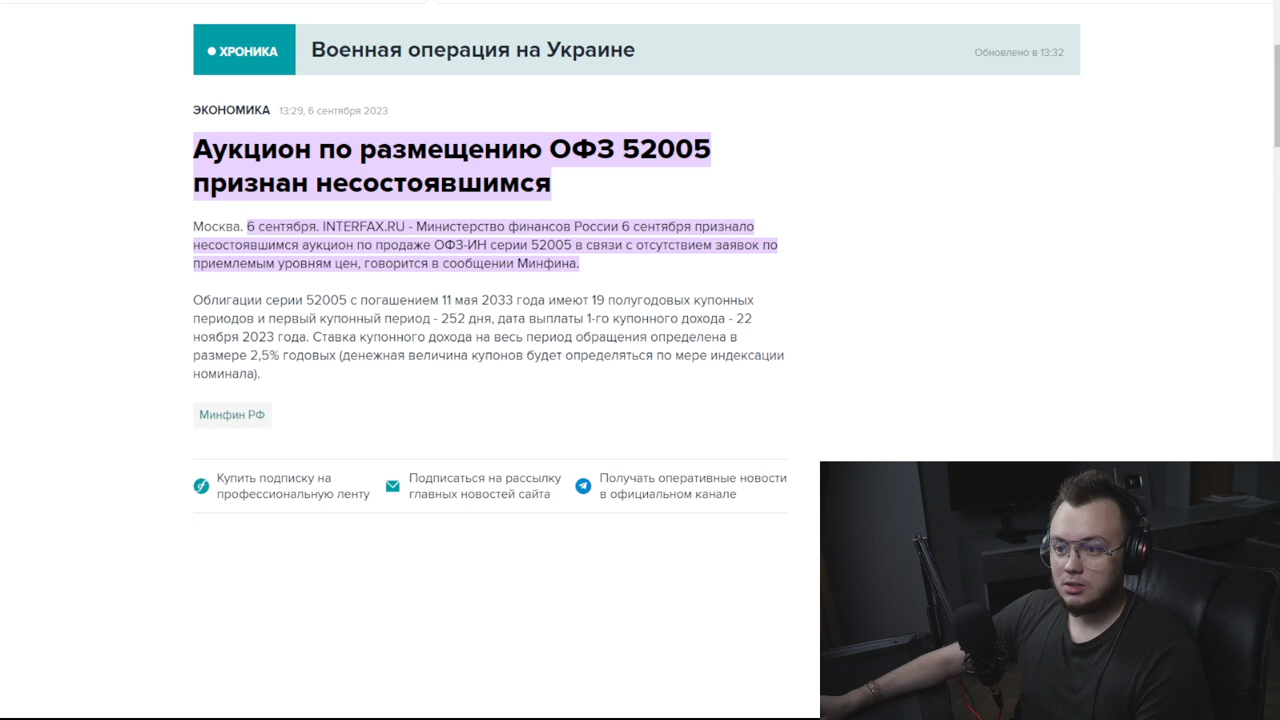 ХРОНИКА
Военная операция на Украине
Обновлено в 13:32
ЭКОНОМИКА 13:29, 6 сентября 2023
Аукцион по размещению ОФЗ 52005
признан несостоявшимся
Москва. 6 сентября. INTERFAX.RU - Министерство финансов России 6 сентября признало
несостоявшимся аукцион по продаже ОФЗ-ИН серии 52005 в связи с отсутствием заявок по
приемлемым уровням цен, говорится в сообщении Минфина.
Облигации серии 52005 с погашением 11 мая 2033 года имеют 19 полугодовых купонных
периодов и первый купонный период - 252 дня, дата выплаты 1-го купонного дохода - 22
ноября 2023 года. Ставка купонного дохода на весь период обращения определена в
размере 2,5% годовых (денежная величина купонов будет определяться по мере индексации
номинала).
Минфин РФ
Купить подписку на
профессиональную ленту
Подписаться на рассылку
главных новостей сайта
Получать оперативные новости
в официальном канале